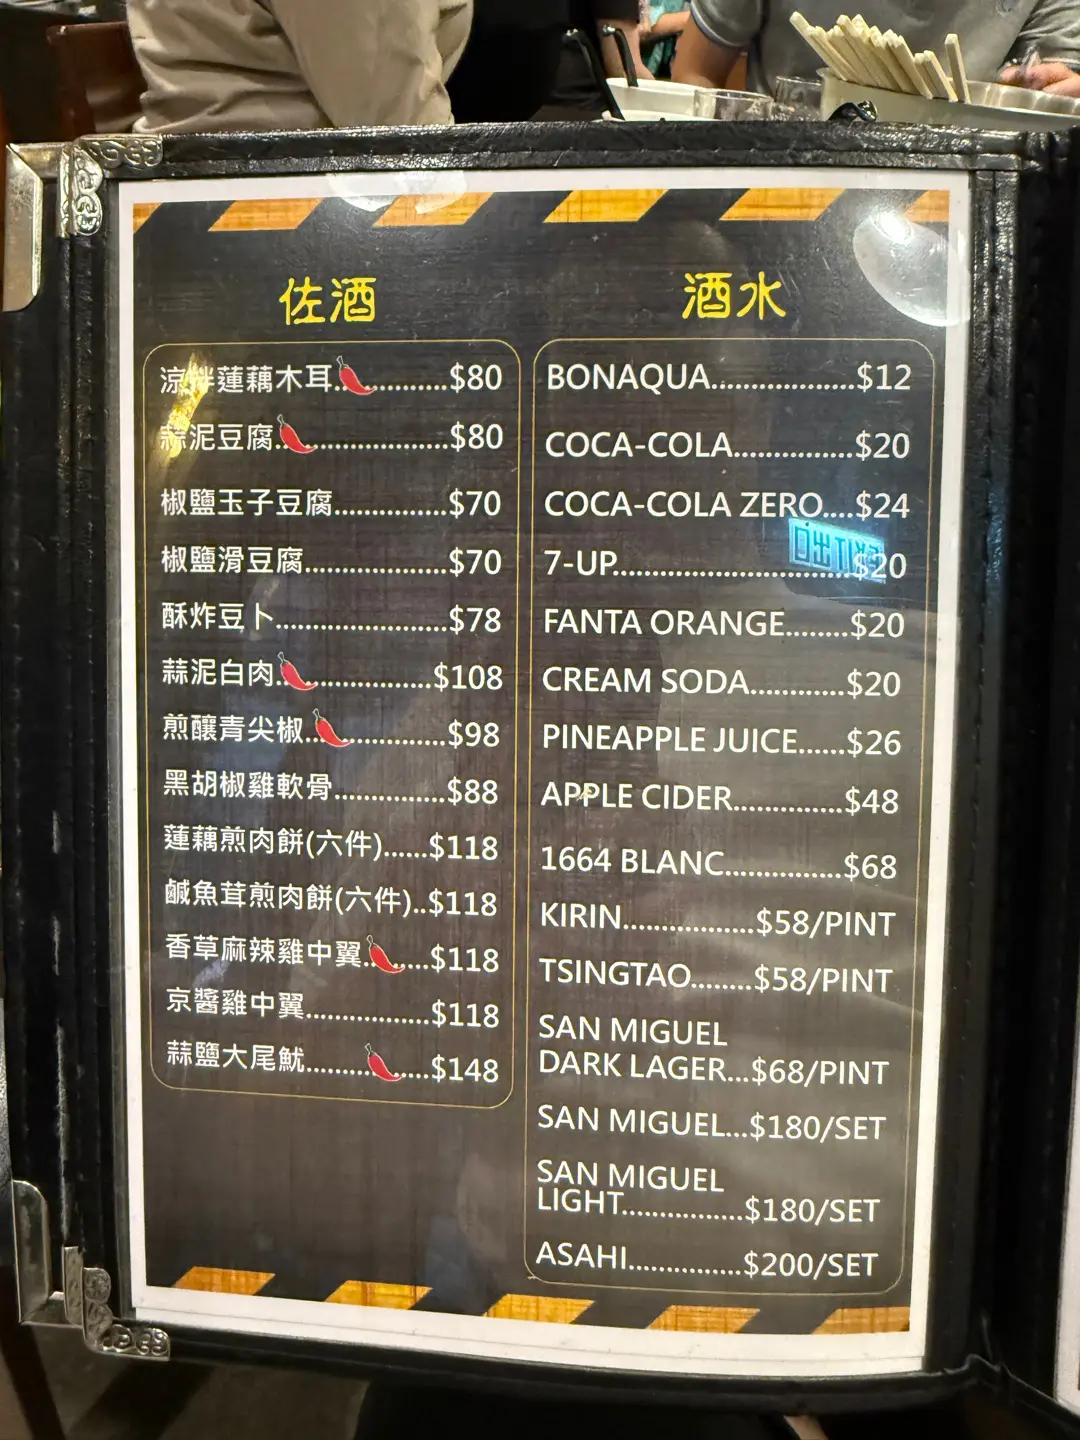 佐酒
涼拌蓮藕木耳..............$80
蒜泥豆腐........................$80
椒鹽玉子豆腐................$70
椒鹽滑豆腐....................$70
酥炸豆卜........................$78
蒜泥白肉......................$108
煎釀青尖椒....................$98
黑胡椒雞軟骨................$88
蓮藕煎肉餅(六件)......$118
鹹魚茸煎肉餅(六件)..$118
香草麻辣雞中翼..........$118
京醬雞中翼..................$118
蒜鹽大尾魷..................$148
酒水
BONAQUA..................$12
COCA-COLA...............$20
COCA-COLA ZERO....$24
7-UP..............................$20
FANTA ORANGE........$20
CREAM SODA............$20
PINEAPPLE JUICE......$26
APPLE CIDER..............$48
1664 BLANC...............$68
KIRIN.................$58/PINT
TSINGTAO........$58/PINT
SAN MIGUEL
DARK LAGER...$68/PINT
SAN MIGUEL...$180/SET
SAN MIGUEL
LIGHT................$180/SET
ASAHI...............$200/SET